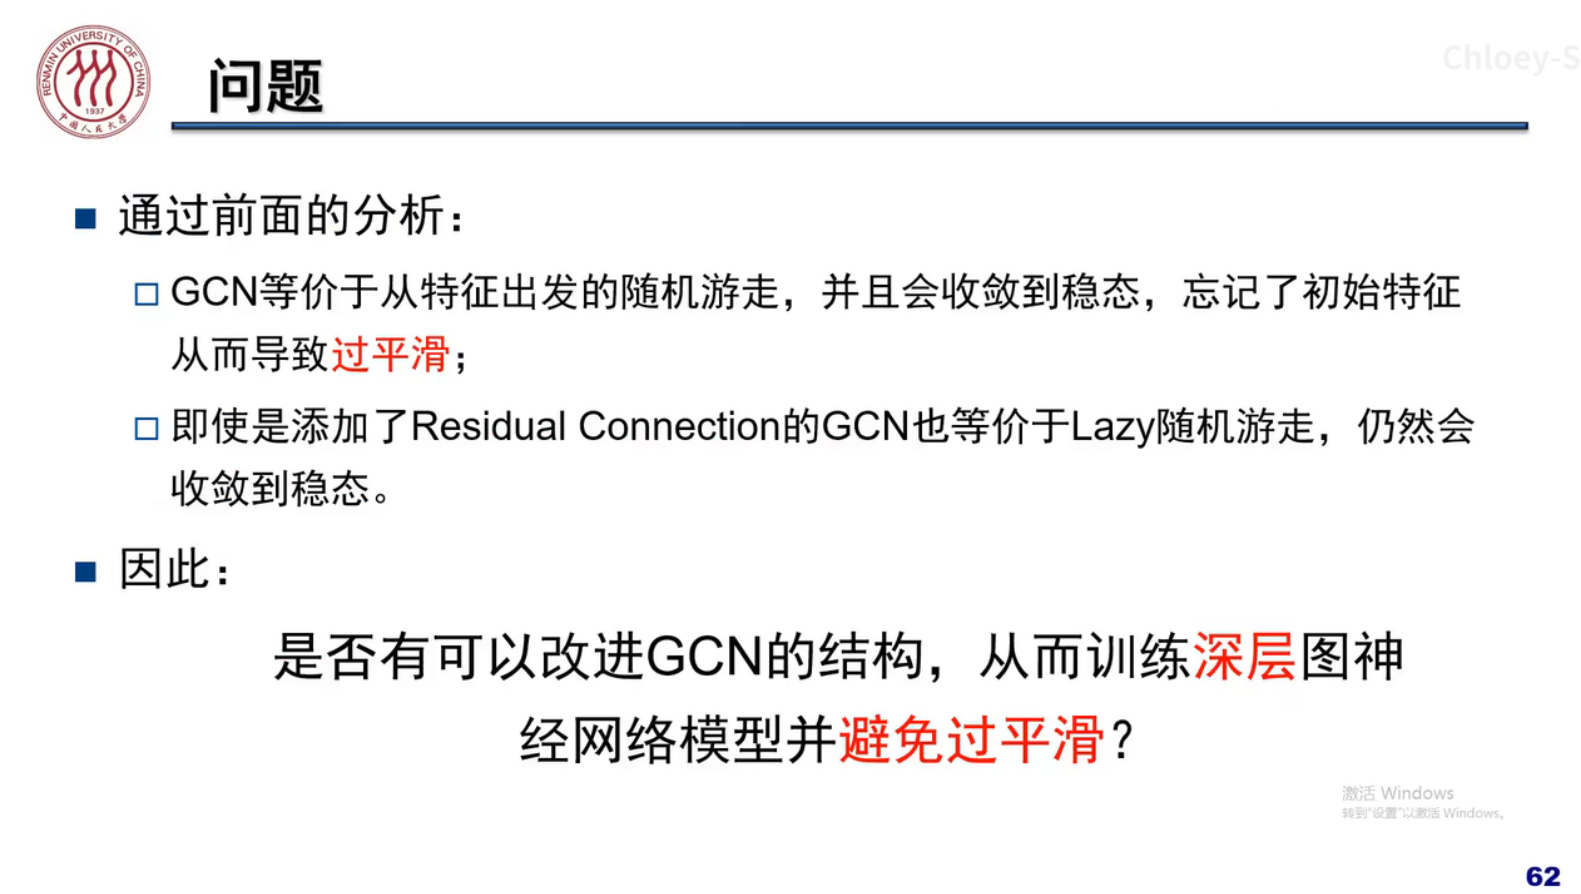 RENMIN UNIVERSITY OF CHINA
1937
中国人民大学
问题
Chloey-S
通过前面的分析：
GCN等价于从特征出发的随机游走，并且会收敛到稳态，忘记了初始特征
从而导致过平滑；
即使是添加了Residual Connection的GCN也等价于Lazy随机游走，仍然会
收敛到稳态。
因此：
是否有可以改进GCN的结构，从而训练深层图神
经网络模型并避免过平滑？
激活 Windows
转到“设置”以激活 Windows。
62